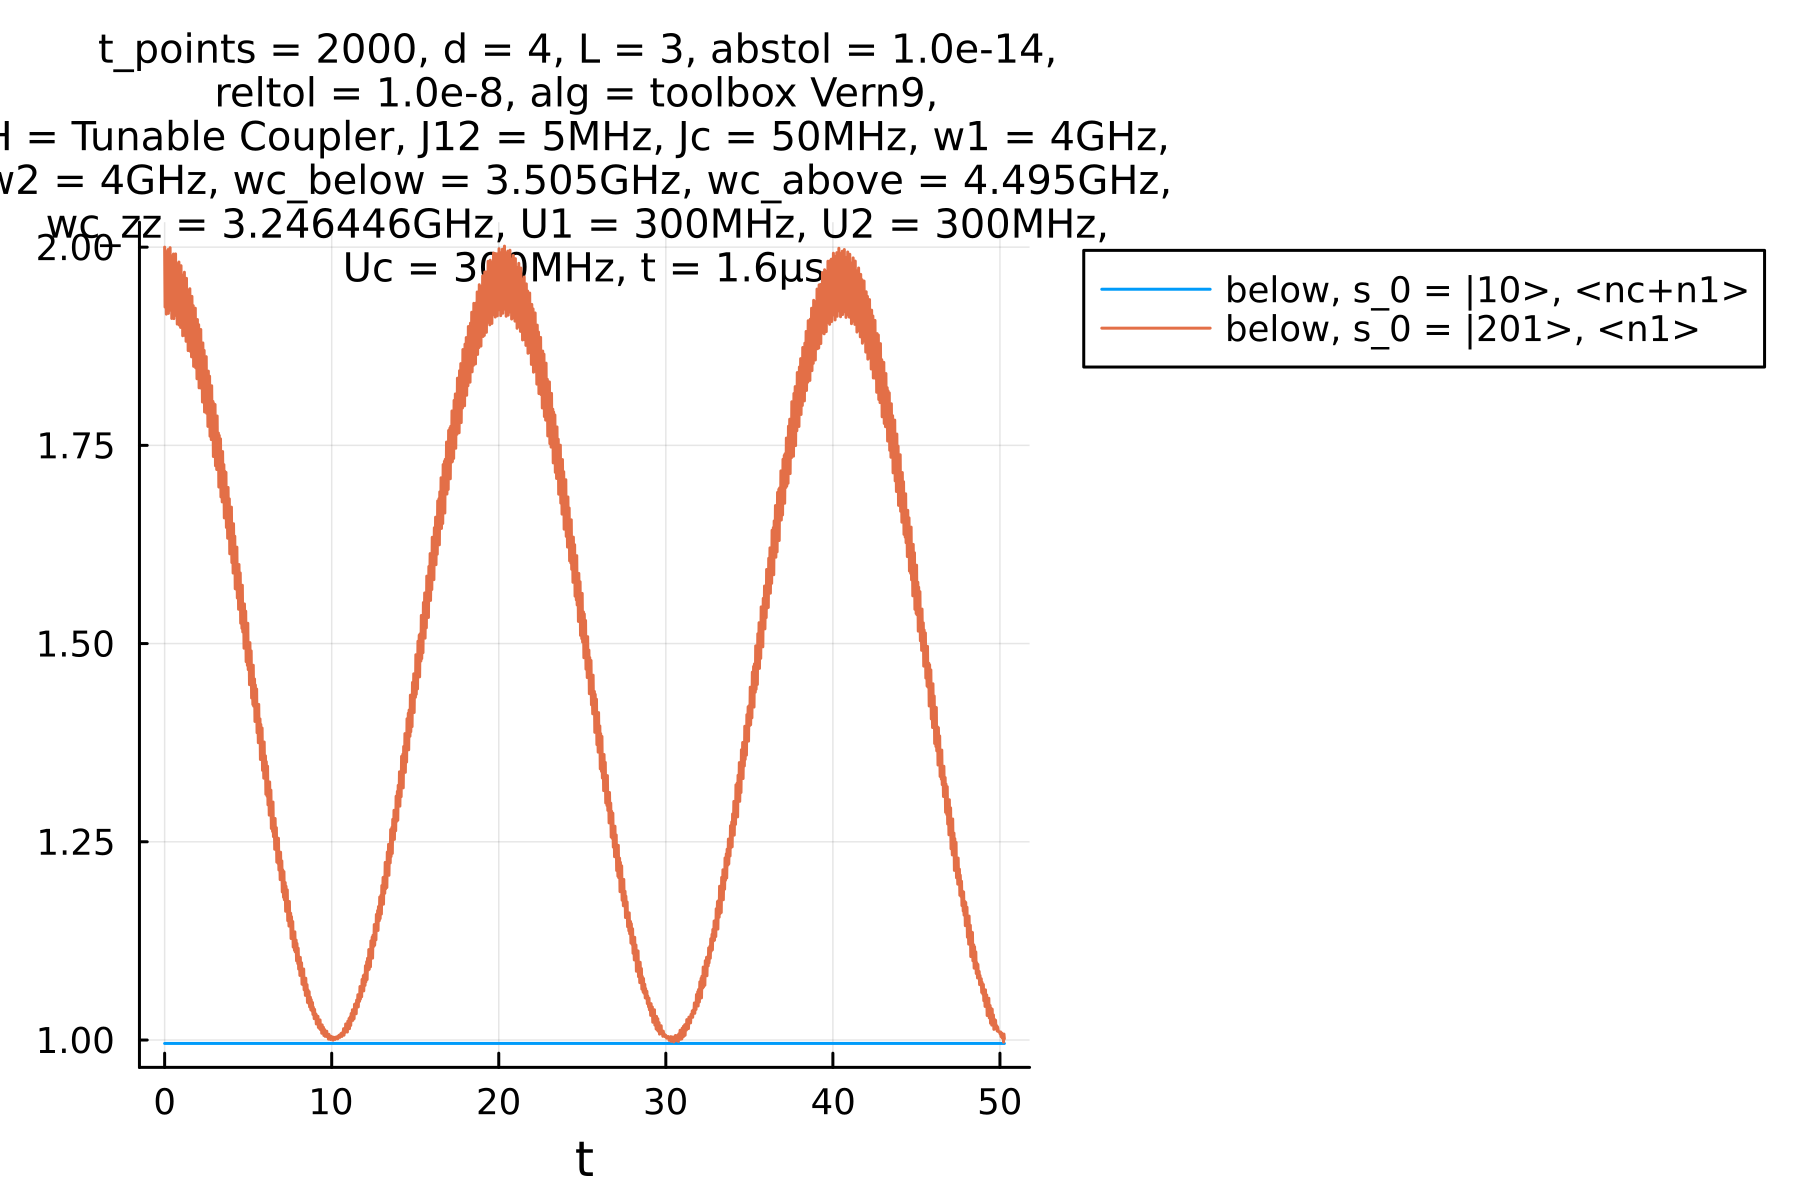 t_points = 2000, d = 4, L = 3, abstol = 1.0e-14,
reltol = 1.0e-8, alg = toolbox Vern9,
H = Tunable Coupler, J12 = 5MHz, Jc = 50MHz, w1 = 4GHz,
w2 = 4GHz, wc_below = 3.505GHz, wc_above = 4.495GHz,
wc_zz = 3.246446GHz, U1 = 300MHz, U2 = 300MHz,
Uc = 300MHz, t = 1.6μs
2.00
1.75
1.50
1.25
1.00
0 10 20 30 40 50
t
below, s_0 = |10>, <nc+n1>
below, s_0 = |201>, <n1>